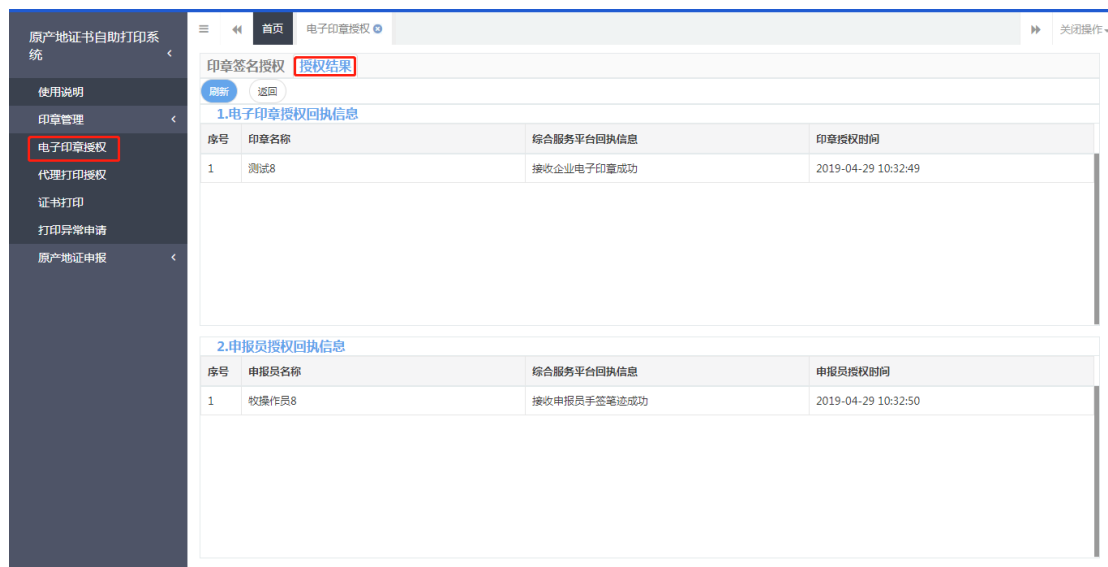 原产地证书自助打印系
统
使用说明
印章管理
电子印章授权
代理打印授权
证书打印
打印异常申请
原产地证申报
首页 电子印章授权 关闭操作
印章签名授权 授权结果
刷新 返回
1.电子印章授权回执信息
序号 印章名称 综合服务平台回执信息 印章授权时间
1 测试8 接收企业电子印章成功 2019-04-29 10:32:49
2.申报员授权回执信息
序号 申报员名称 综合服务平台回执信息 申报员授权时间
1 牧操作员8 接收申报员手签笔迹成功 2019-04-29 10:32:50